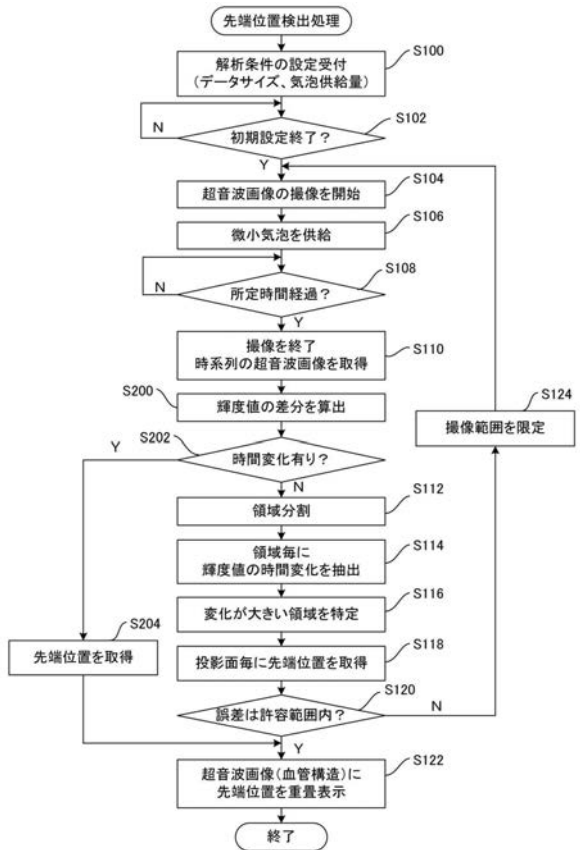 先端位置検出処理
S100
解析条件の設定受付
(データサイズ、気泡供給量)
N
S102
初期設定終了?
Y
S104
超音波画像の撮像を開始
S106
微小気泡を供給
S108
N
所定時間経過?
Y
S110
撮像を終了
時系列の超音波画像を取得
S200
輝度値の差分を算出
S124
撮像範囲を限定
S202
Y
時間変化有り?
N
S112
領域分割
S114
領域毎に
輝度値の時間変化を抽出
S116
変化が大きい領域を特定
S204
先端位置を取得
S118
投影面毎に先端位置を取得
S120
誤差は許容範囲内?
N
Y
S122
超音波画像(血管構造)に
先端位置を重畳表示
終了